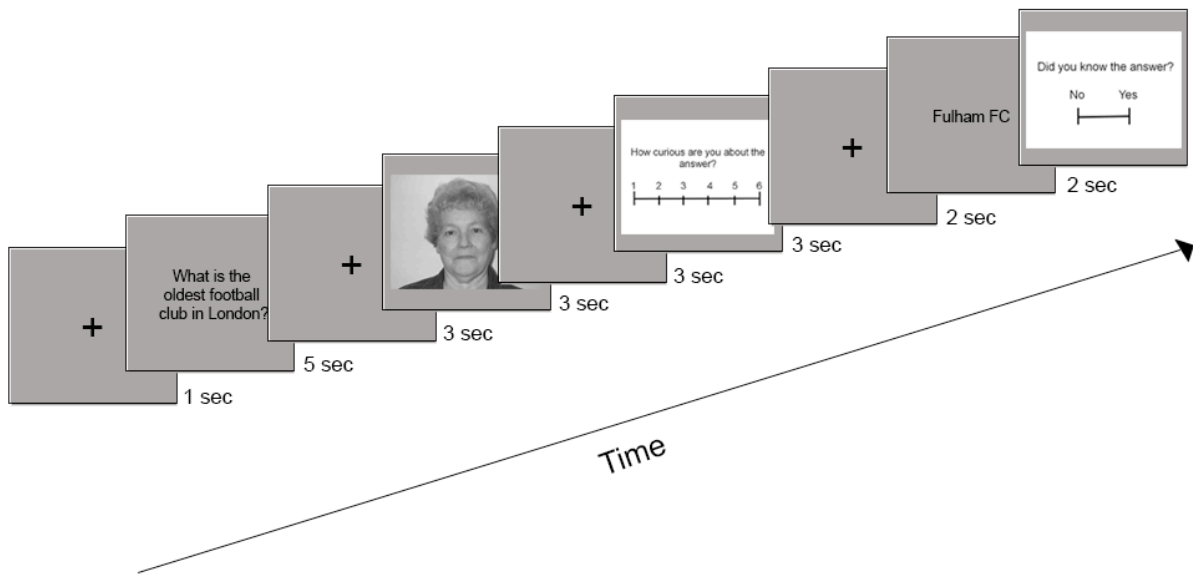 +
1 sec
What is the
oldest football
club in London?
5 sec
+
3 sec
3 sec
+
3 sec
How curious are you about the
answer?
1 2 3 4 5 6
3 sec
+
2 sec
Fulham FC
2 sec
Did you know the answer?
No Yes
Time